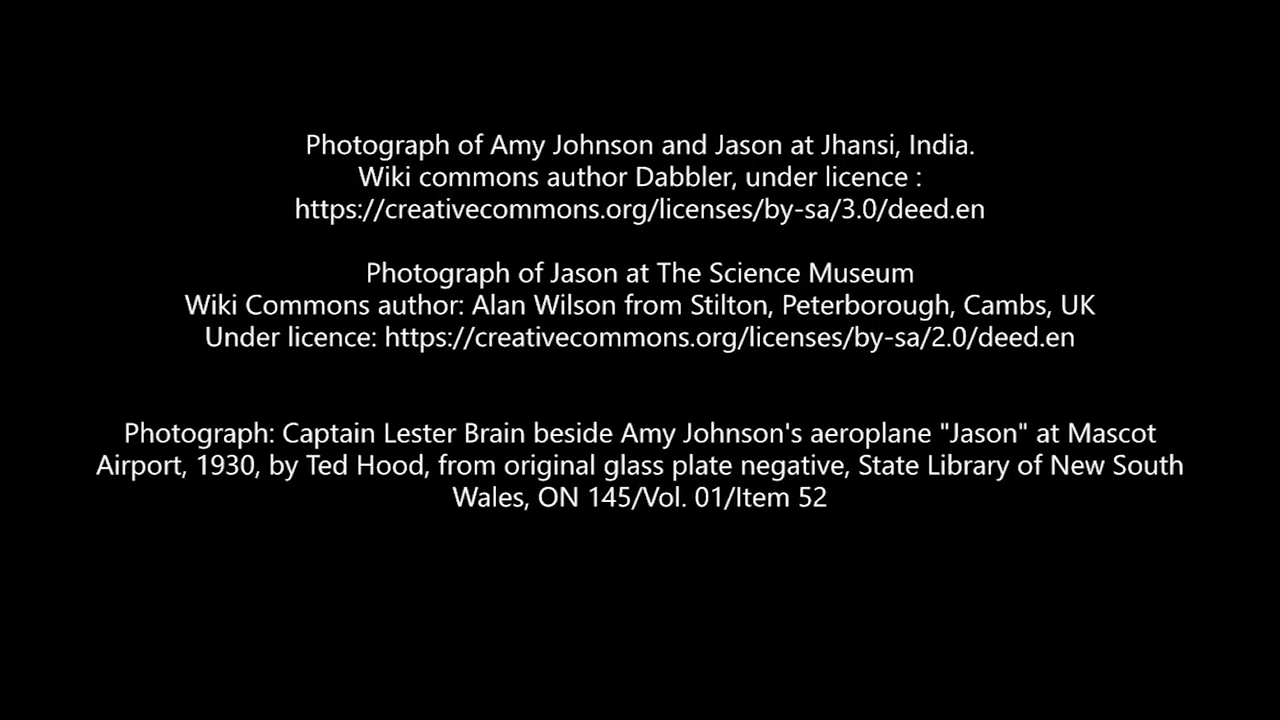 Photograph of Amy Johnson and Jason at Jhansi, India.
Wiki commons author Dabbler, under licence :
https://creativecommons.org/licenses/by-sa/3.0/deed.en
Photograph of Jason at The Science Museum
Wiki Commons author: Alan Wilson from Stilton, Peterborough, Cambs, UK
Under licence: https://creativecommons.org/licenses/by-sa/2.0/deed.en
Photograph: Captain Lester Brain beside Amy Johnson's aeroplane "Jason" at Mascot
Airport, 1930, by Ted Hood, from original glass plate negative, State Library of New South
Wales, ON 145/Vol. 01/Item 52